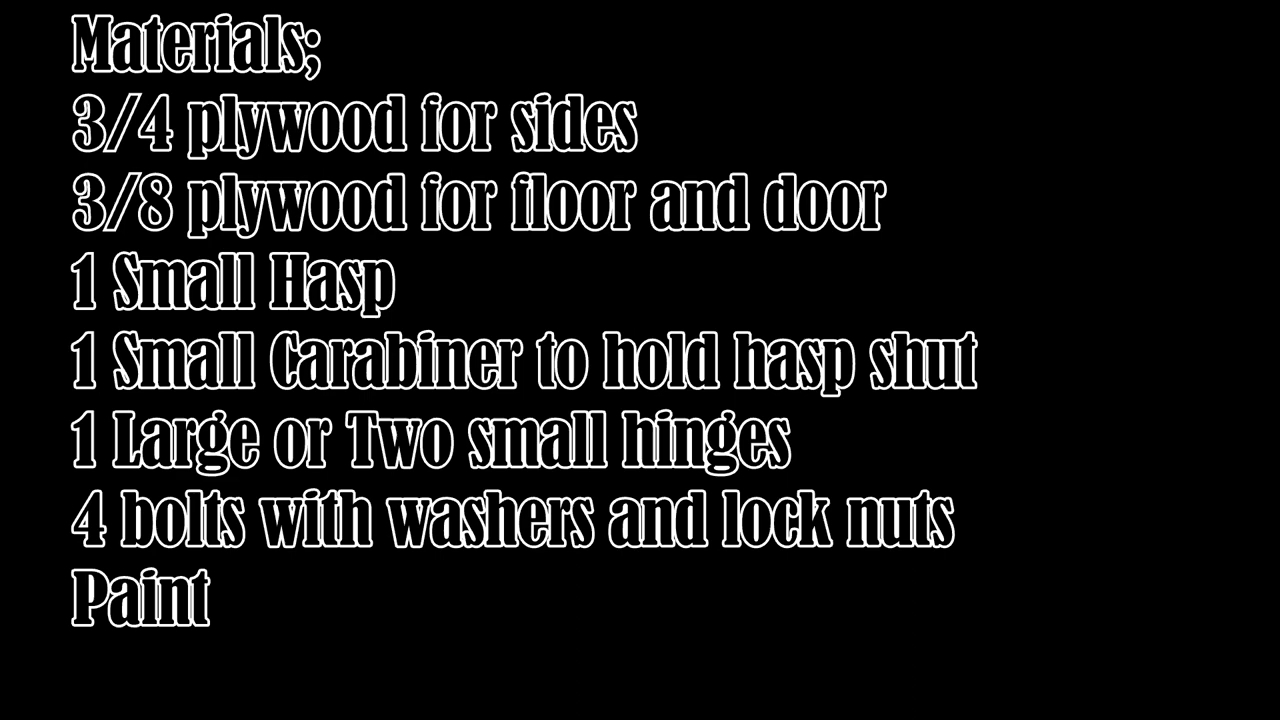 Materials;
3/4 plywood for sides
3/8 plywood for floor and door
1 Small Hasp
1 Small Carabiner to hold hasp shut
1 Large or Two small hinges
4 bolts with washers and lock nuts
Paint